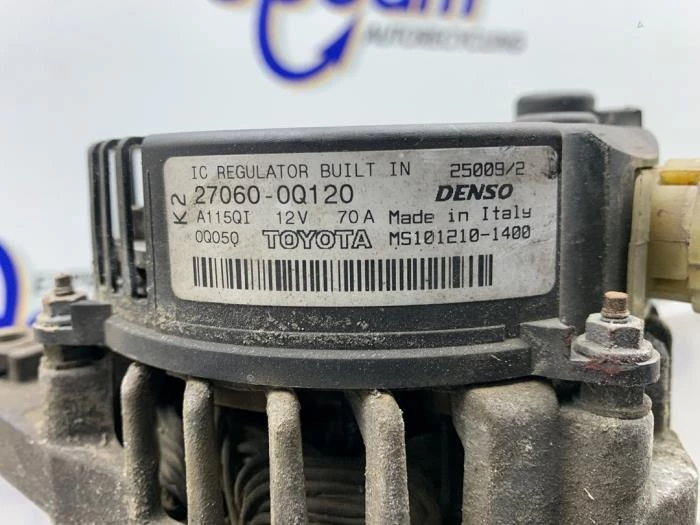 AUTORECYCLING
IC REGULATOR BUILT IN 25009/2
K2 27060-0Q120 DENSO
A115QI 12V 70A Made in Italy
0Q050 TOYOTA MS101210-1400